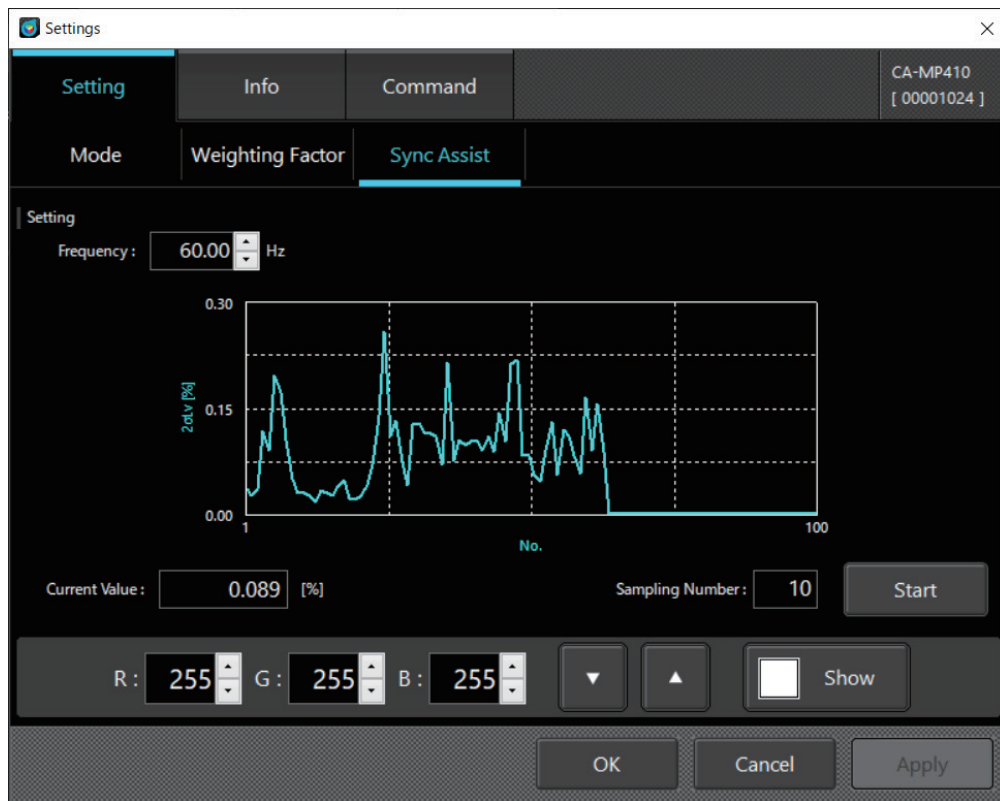 Settings
Setting Info Command
CA-MP410
[ 00001024 ]
Mode Weighting Factor Sync Assist
Setting
Frequency : 60.00 Hz
0.30
2σLv [%]
0.15
0.00
1 100
No.
Current Value : 0.089 [%] Sampling Number : 10 Start
R : 255 G : 255 B : 255 ▼ ▲ Show
OK Cancel Apply